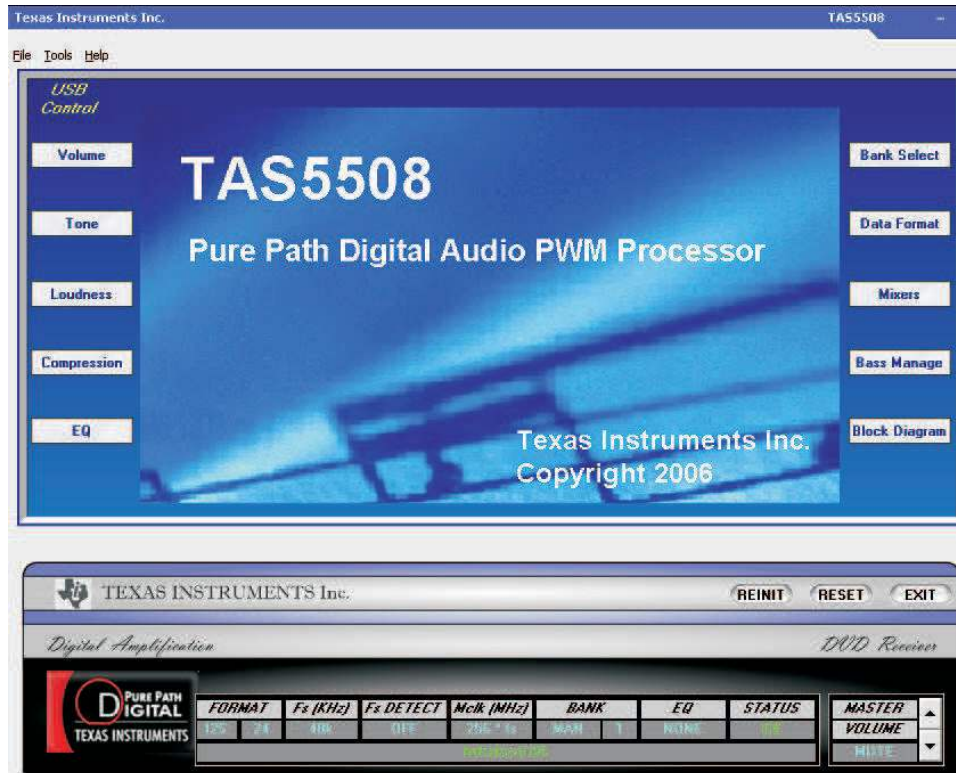 Texas Instruments Inc. TAS5508
File Tools Help
USB
Control
Volume
Tone
Loudness
Compression
EQ
TAS5508
Pure Path Digital Audio PWM Processor
Texas Instruments Inc.
Copyright 2006
Bank Select
Data Format
Mixers
Bass Manage
Block Diagram
TEXAS INSTRUMENTS Inc. REINIT RESET EXIT
Digital Amplification DVD Receiver
PURE PATH
DIGITAL
TEXAS INSTRUMENTS
FORMAT Fs (KHz) Fs DETECT Mclk (MHz) BANK EQ STATUS
24 48k OFF 256 * fs MAN 1 NONE
MASTER
VOLUME
MUTE